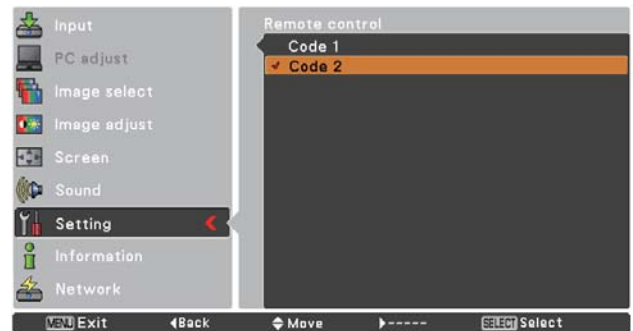 Input
PC adjust
Image select
Image adjust
Screen
Sound
Setting
Information
Network
Remote control
Code 1
Code 2
MENU Exit ◀Back Move ▶----- SELECT Select